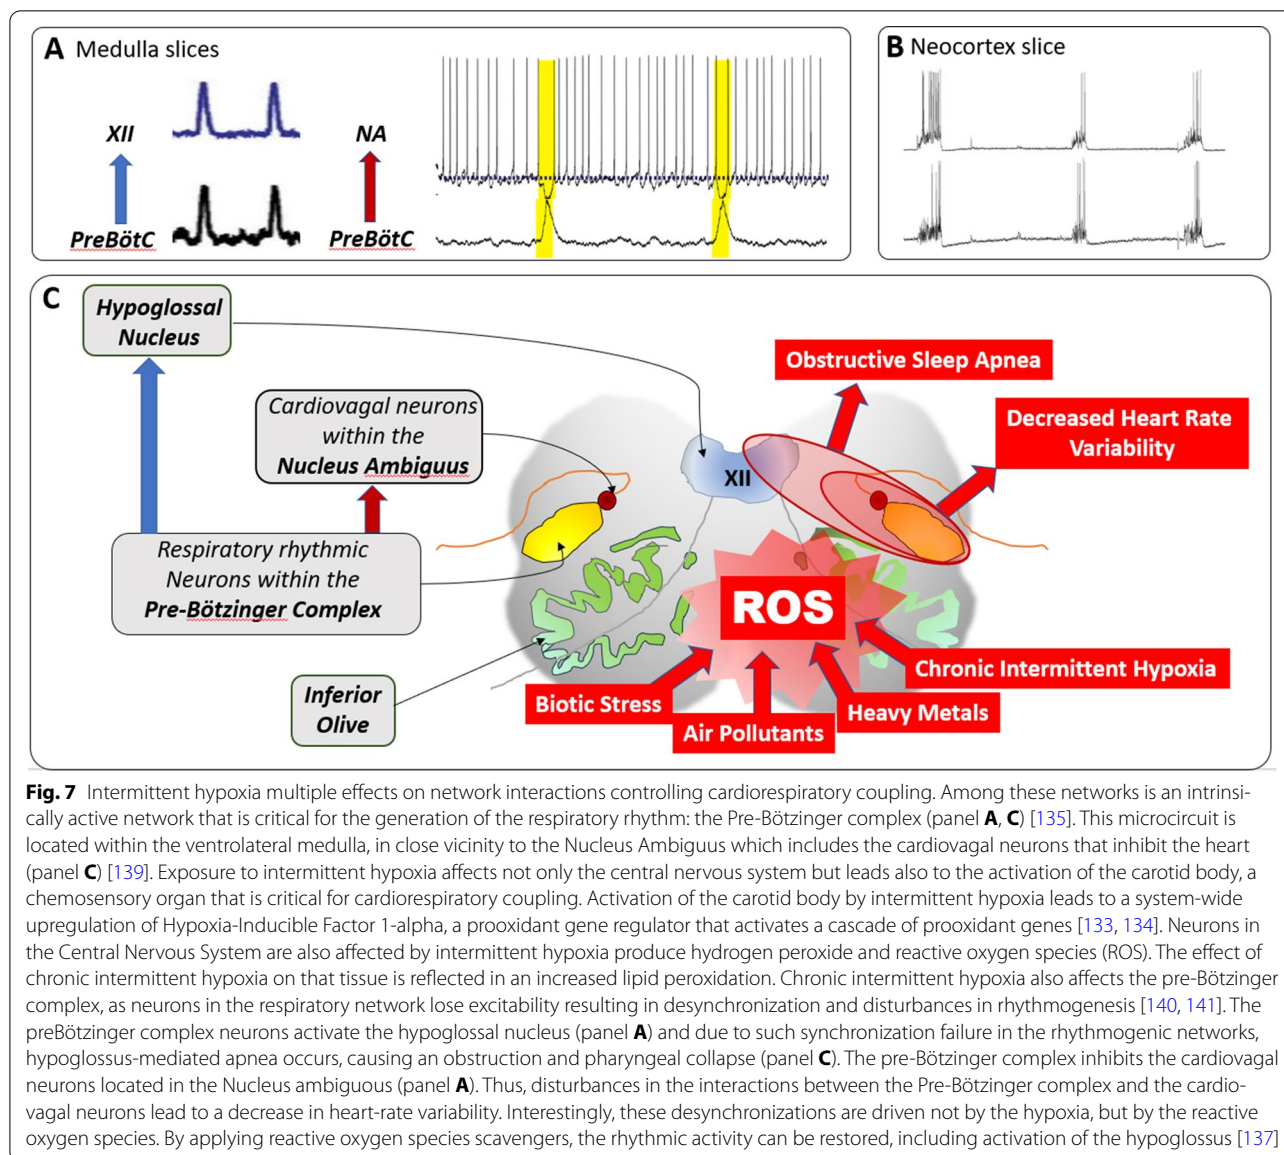 A Medulla slices
XII
PreBötC
NA
PreBötC
B Neocortex slice
C
Hypoglossal
Nucleus
Cardiovagal neurons
within the
Nucleus Ambiguus
Respiratory rhythmic
Neurons within the
Pre-Bötzinger Complex
Inferior
Olive
XII
Obstructive Sleep Apnea
Decreased Heart Rate
Variability
ROS
Chronic Intermittent Hypoxia
Biotic Stress
Heavy Metals
Air Pollutants
Fig. 7 Intermittent hypoxia multiple effects on network interactions controlling cardiorespiratory coupling. Among these networks is an intrinsi-
cally active network that is critical for the generation of the respiratory rhythm: the Pre-Bötzinger complex (panel A, C) [135]. This microcircuit is
located within the ventrolateral medulla, in close vicinity to the Nucleus Ambiguus which includes the cardiovagal neurons that inhibit the heart
(panel C) [139]. Exposure to intermittent hypoxia affects not only the central nervous system but leads also to the activation of the carotid body, a
chemosensory organ that is critical for cardiorespiratory coupling. Activation of the carotid body by intermittent hypoxia leads to a system-wide
upregulation of Hypoxia-Inducible Factor 1-alpha, a prooxidant gene regulator that activates a cascade of prooxidant genes [133, 134]. Neurons in
the Central Nervous System are also affected by intermittent hypoxia produce hydrogen peroxide and reactive oxygen species (ROS). The effect of
chronic intermittent hypoxia on that tissue is reflected in an increased lipid peroxidation. Chronic intermittent hypoxia also affects the pre-Bötzinger
complex, as neurons in the respiratory network lose excitability resulting in desynchronization and disturbances in rhythmogenesis [140, 141]. The
preBötzinger complex neurons activate the hypoglossal nucleus (panel A) and due to such synchronization failure in the rhythmogenic networks,
hypoglossus-mediated apnea occurs, causing an obstruction and pharyngeal collapse (panel C). The pre-Bötzinger complex inhibits the cardiovagal
neurons located in the Nucleus ambiguous (panel A). Thus, disturbances in the interactions between the Pre-Bötzinger complex and the cardio-
vagal neurons lead to a decrease in heart-rate variability. Interestingly, these desynchronizations are driven not by the hypoxia, but by the reactive
oxygen species. By applying reactive oxygen species scavengers, the rhythmic activity can be restored, including activation of the hypoglossus [137]